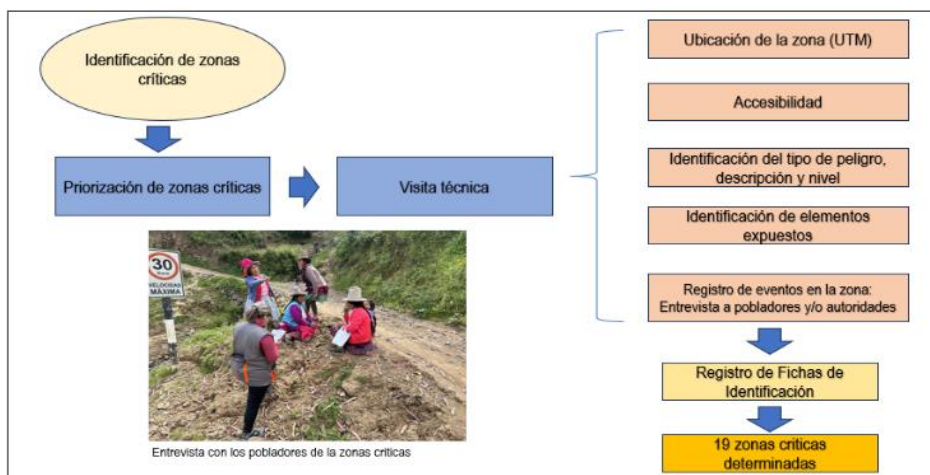 Identificación de zonas
críticas
Priorización de zonas críticas
Visita técnica
Ubicación de la zona (UTM)
Accesibilidad
Identificación del tipo de peligro,
descripción y nivel
Identificación de elementos
expuestos
Registro de eventos en la zona:
Entrevista a pobladores y/o autoridades
Registro de Fichas de
Identificación
19 zonas criticas
determinadas
30
VELOCIDAD
MÁXIMA
Entrevista con los pobladores de la zonas criticas